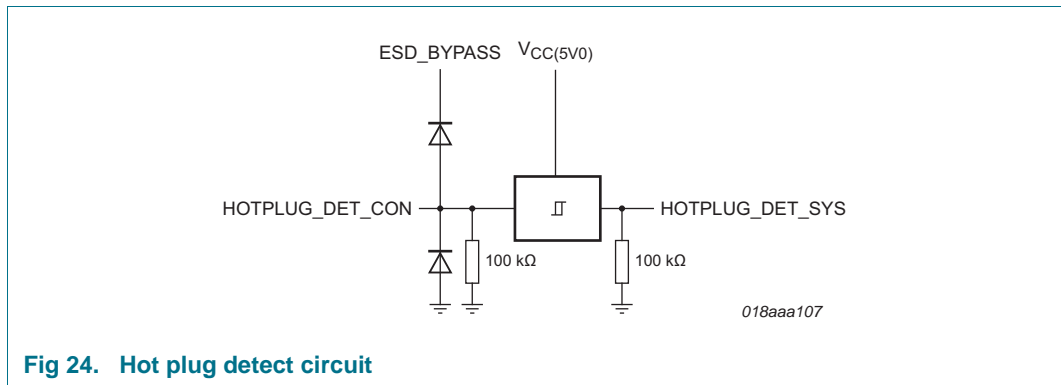 ESD_BYPASS VCC(5V0)
HOTPLUG_DET_CON
HOTPLUG_DET_SYS
100 kΩ
100 kΩ
018aaa107
Fig 24. Hot plug detect circuit